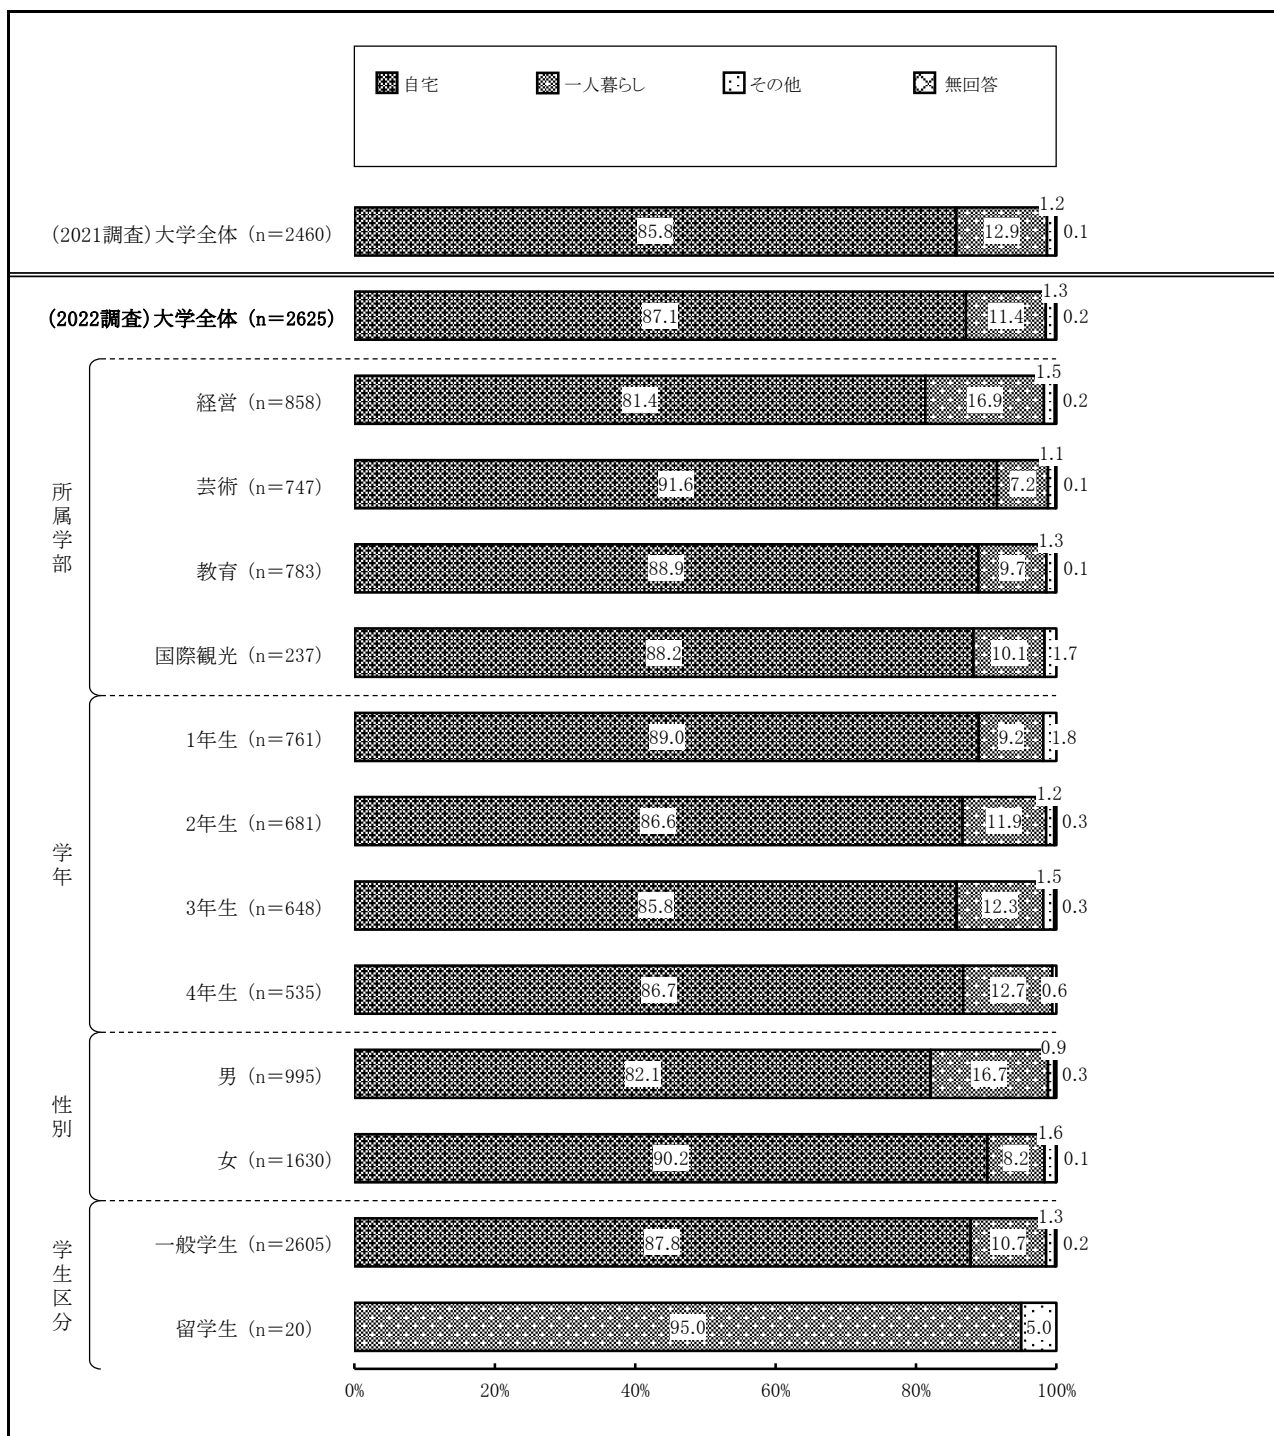 自宅 一人暮らし その他 無回答
1.2
(2021調査)大学全体 (n=2460) 85.8 12.9 0.1
1.3
(2022調査)大学全体 (n=2625) 87.1 11.4 0.2
所属学部
1.5
経営 (n=858) 81.4 16.9 0.2
1.1
芸術 (n=747) 91.6 7.2 0.1
1.3
教育 (n=783) 88.9 9.7 0.1
国際観光 (n=237) 88.2 10.1 1.7
学年
1年生 (n=761) 89.0 9.2 1.8
1.2
2年生 (n=681) 86.6 11.9 0.3
1.5
3年生 (n=648) 85.8 12.3 0.3
4年生 (n=535) 86.7 12.7 0.6
性別
0.9
男 (n=995) 82.1 16.7 0.3
1.6
女 (n=1630) 90.2 8.2 0.1
学生区分
1.3
一般学生 (n=2605) 87.8 10.7 0.2
留学生 (n=20) 95.0 5.0
0% 20% 40% 60% 80% 100%